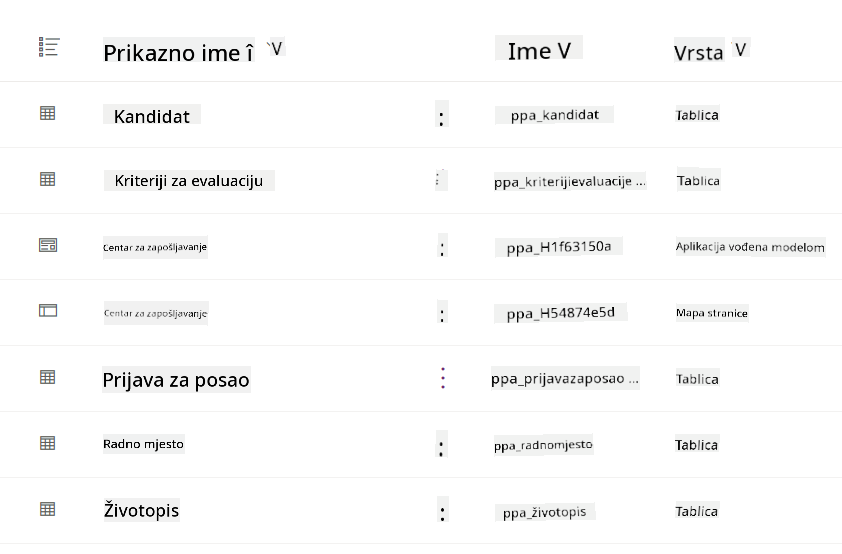 Prikazno ime î ˋV Ime V Vrsta V
Kandidat : ppa_kandidat Tablica
Kriteriji za evaluaciju : ppa_kriterijievaluacije ... Tablica
Centar za zapošljavanje : ppa_H1f63150a Aplikacija vođena modelom
Centar za zapošljavanje : ppa_H54874e5d Mapa stranice
Prijava za posao ⋮ ppa_prijavazaposao ... Tablica
Radno mjesto : ppa_radnomjesto Tablica
Životopis : ppa_životopis Tablica